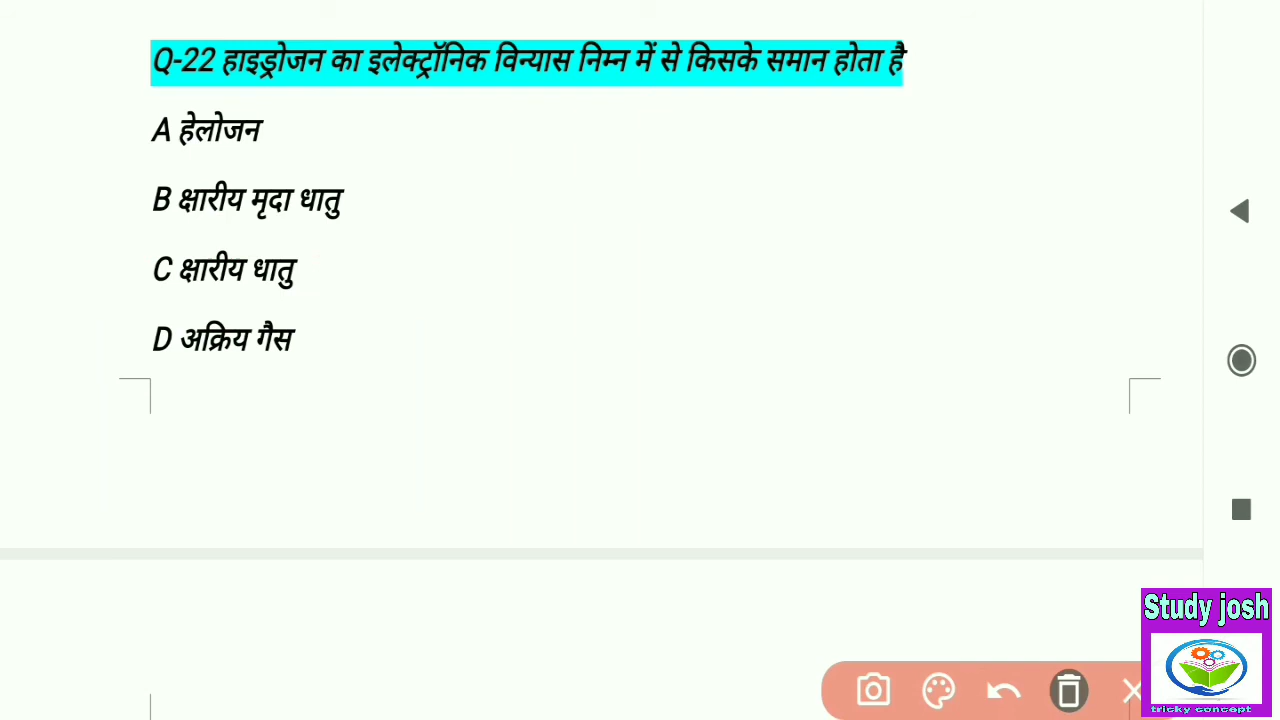 Q-22 हाइड्रोजन का इलेक्ट्रॉनिक विन्यास निम्न में से किसके समान होता है
A हेलोजन
B क्षारीय मृदा धातु
C क्षारीय धातु
D अक्रिय गैस
Study josh
tricky concept